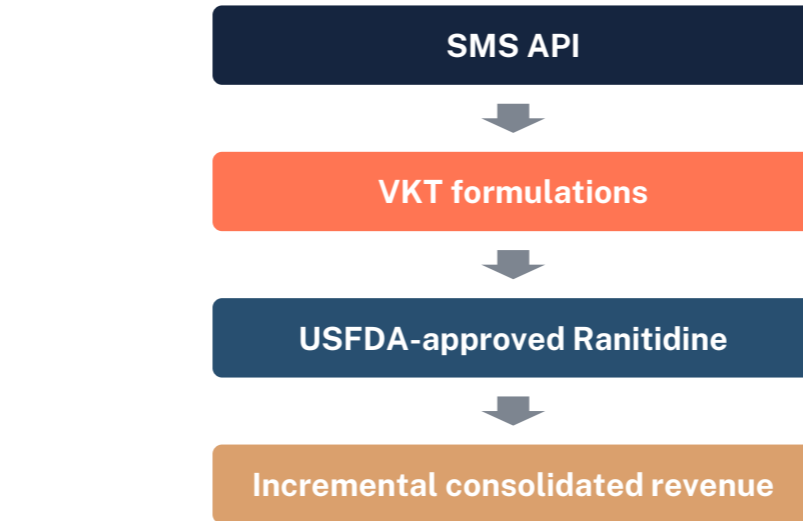 SMS API
VKT formulations
USFDA-approved Ranitidine
Incremental consolidated revenue